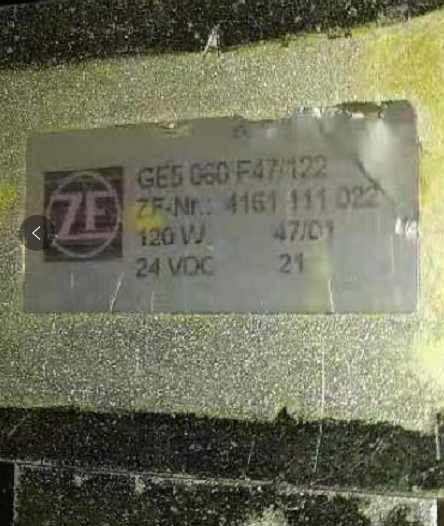 ZF
GE5 060 F47/122
ZF-Nr.: 4161 111 022
120 W 47/01
24 VDC 21